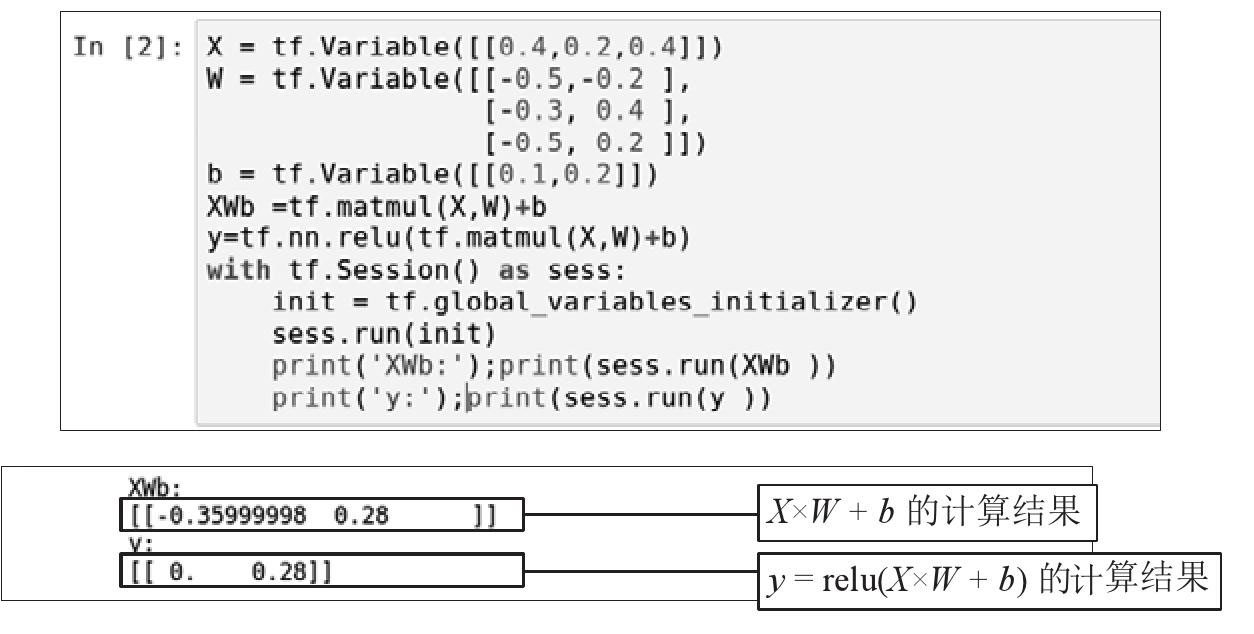 In [2]: X = tf.Variable([[0.4,0.2,0.4]])
W = tf.Variable([[-0.5,-0.2 ],
[-0.3, 0.4 ],
[-0.5, 0.2 ]])
b = tf.Variable([[0.1,0.2]])
XWb =tf.matmul(X,W)+b
y=tf.nn.relu(tf.matmul(X,W)+b)
with tf.Session() as sess:
init = tf.global_variables_initializer()
sess.run(init)
print('XWb:');print(sess.run(XWb ))
print('y:');print(sess.run(y ))
XWb:
[[-0.35999998 0.28 ]] X×W + b 的计算结果
y:
[[ 0. 0.28]] y = relu(X×W + b) 的计算结果